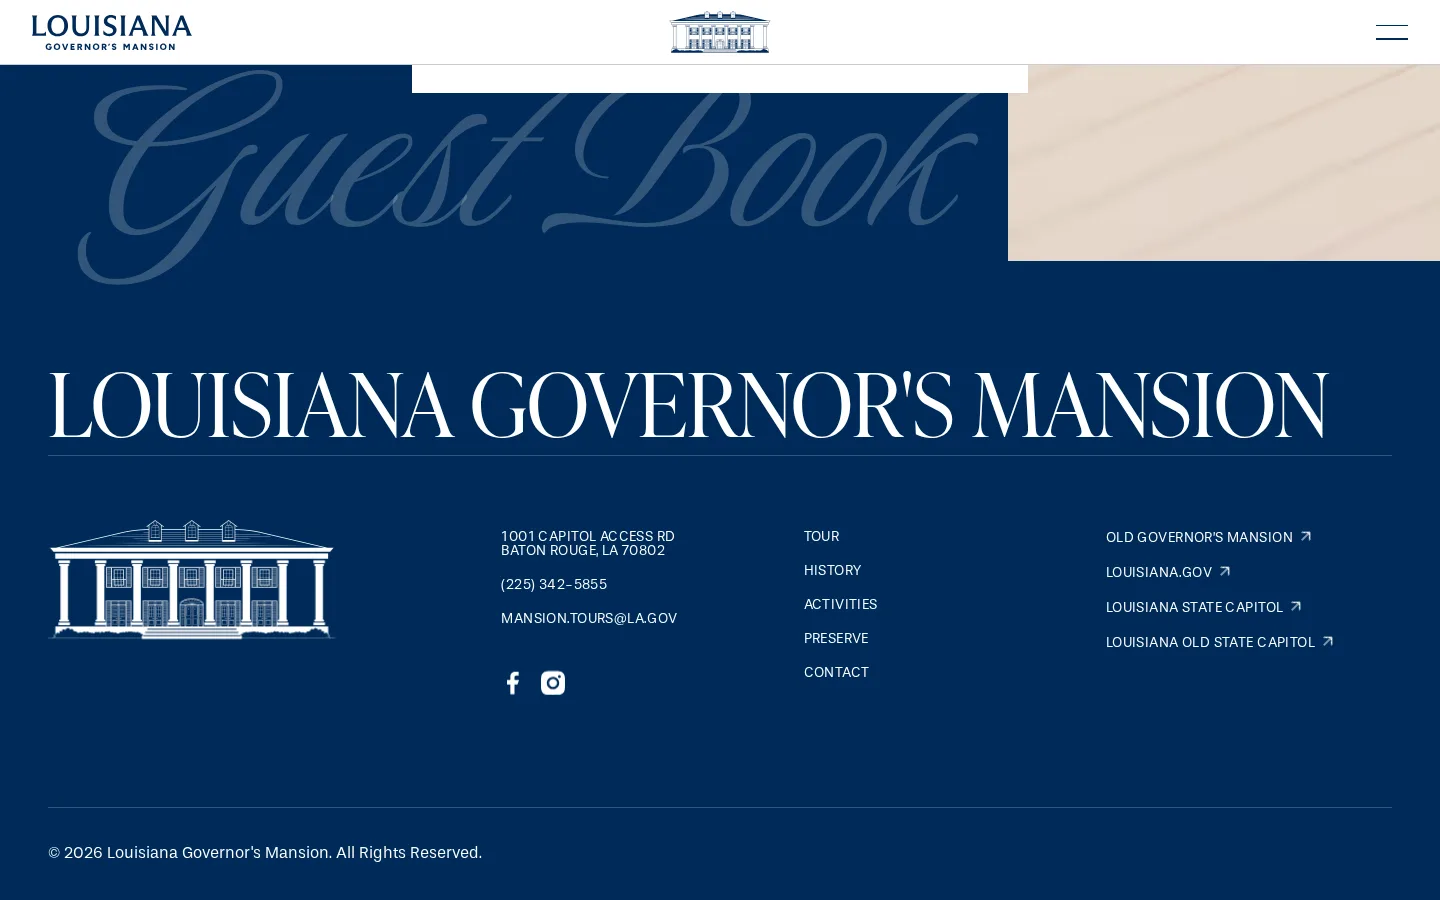 LOUISIANA
GOVERNOR'S MANSION
Guest Book
LOUISIANA GOVERNOR'S MANSION
1001 CAPITOL ACCESS RD
BATON ROUGE, LA 70802
(225) 342-5855
MANSION.TOURS@LA.GOV
TOUR
HISTORY
ACTIVITIES
PRESERVE
CONTACT
OLD GOVERNOR'S MANSION
LOUISIANA.GOV
LOUISIANA STATE CAPITOL
LOUISIANA OLD STATE CAPITOL
© 2026 Louisiana Governor's Mansion. All Rights Reserved.